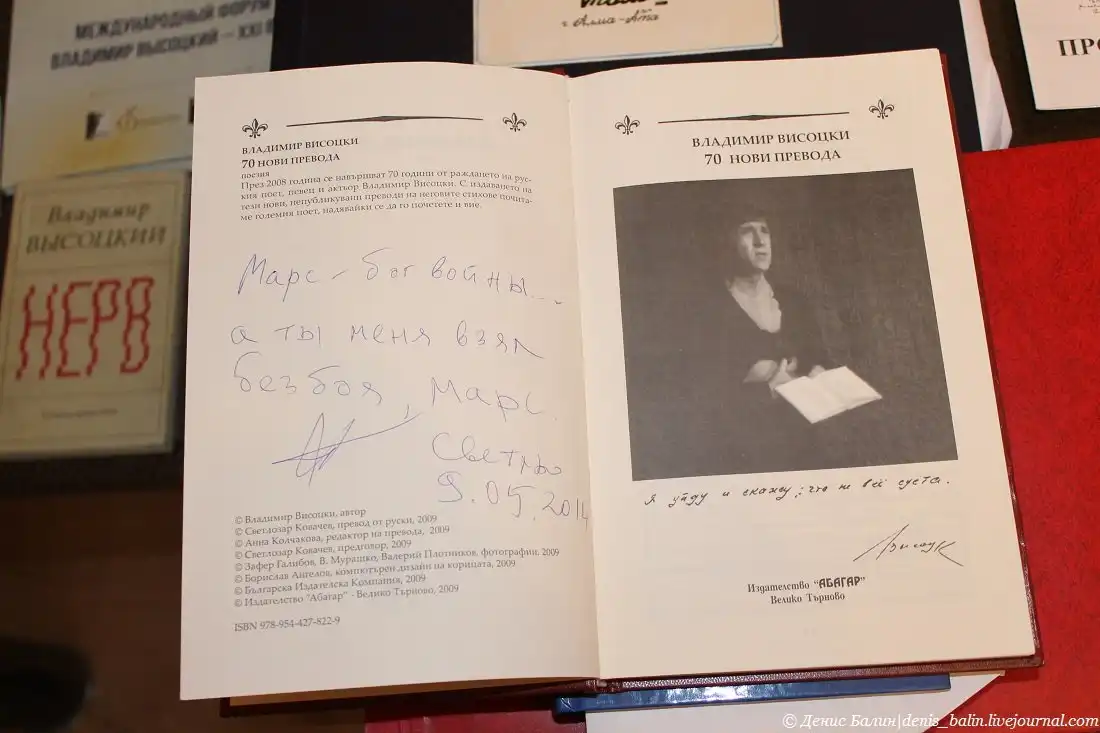 МЕЖДУНАРОДНЫЙ ФОРУМ
ВЛАДИМИР ВЫСОЦКИЙ – XXI В
г. Алма-Ата
ПРО
Владимир
ВЫСОЦКИЙ
НЕРВ
ВЛАДИМИР ВИСОЦКИ
70 НОВИ ПРЕВОДА
поезия
През 2008 година се навършват 70 години от раждането на рус-
кия поет, певец и актьор Владимир Висоцки. С издаването на
тези нови, непубликувани преводи на неговите стихове почита-
ме големия поет, надявайки се да го почетете и вие.
Марс – бог войны...
а ты меня взял
без боя, Марс.
9.05.2014
© Владимир Висоцки, автор
© Светлозар Ковачев, превод от руски, 2009
© Анна Колчакова, редактор на превода, 2009
© Светлозар Ковачев, предговор, 2009
© Зафер Галибов, В. Мурашко, Валерий Плотников, фотографии, 2009
© Борислав Ангелов, компютърен дизайн на корицата, 2009
© Българска Издателска Компания, 2009
© Издателство "Абагар" - Велико Търново, 2009
ISBN 978-954-427-822-9
ВЛАДИМИР ВИСОЦКИ
70 НОВИ ПРЕВОДА
Я уйду и скажу, что не всё суета.
Издателство "АБАГАР"
Велико Търново
© Денис Балин|denis_balin.livejournal.com